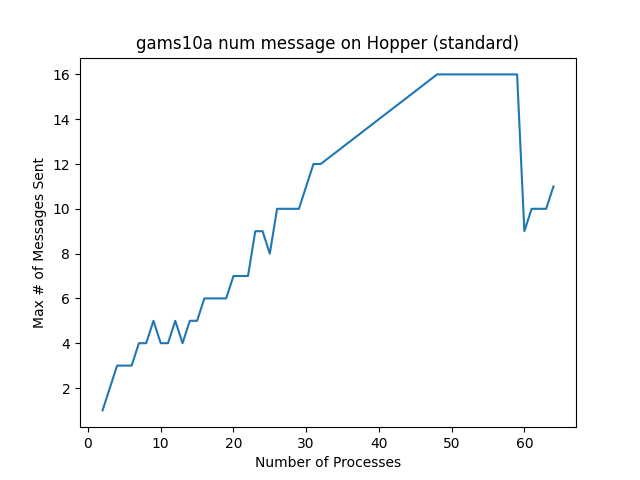 gams10a num message on Hopper (standard)
Max # of Messages Sent
16
14
12
10
8
6
4
2
0 10 20 30 40 50 60
Number of Processes